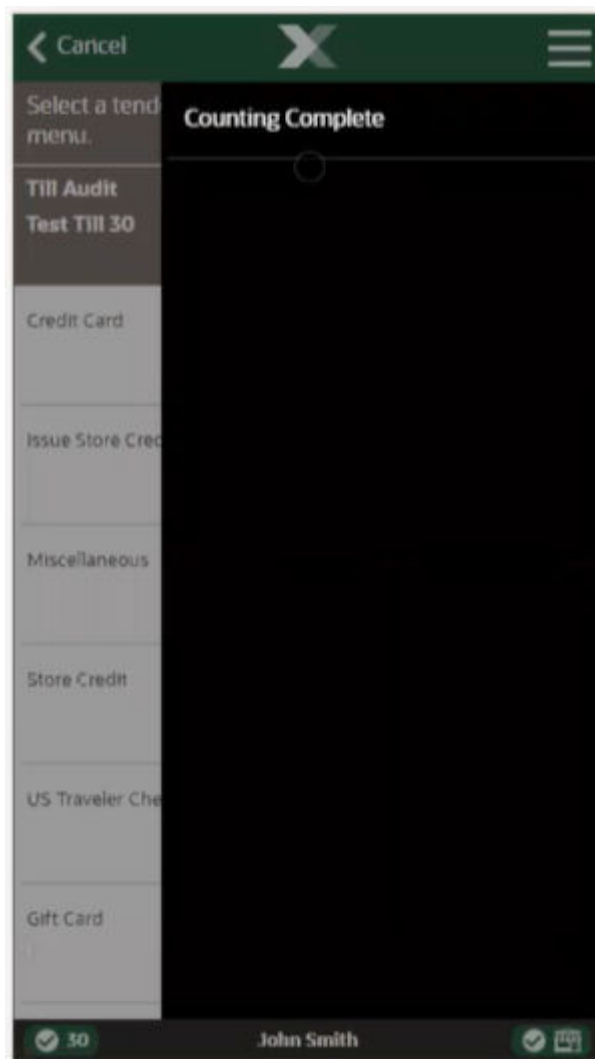 Cancel
Select a tend
menu.
Counting Complete
Till Audit
Test Till 30
Credit Card
Issue Store Cred
Miscellaneous
Store Credit
US Traveler Che
Gift Card
30
John Smith